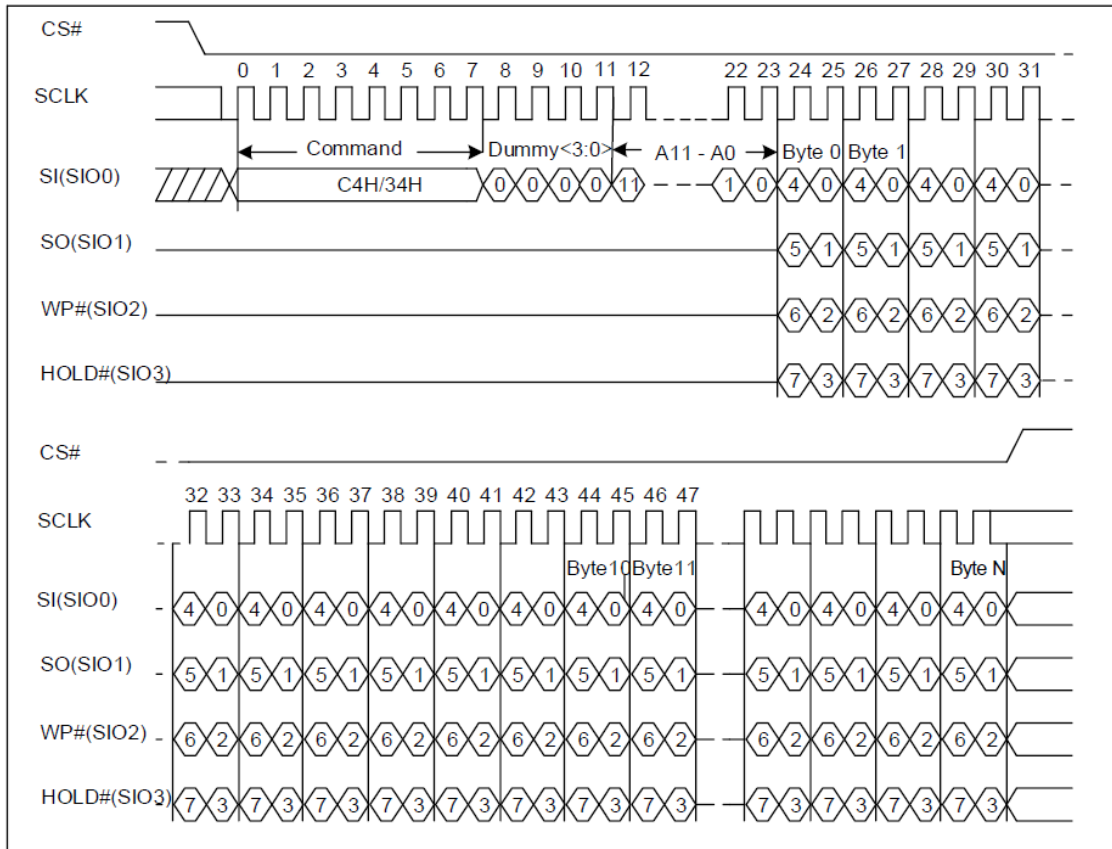 CS#
0 1 2 3 4 5 6 7 8 9 10 11 12 22 23 24 25 26 27 28 29 30 31
SCLK
Command Dummy<3:0> A11 - A0 Byte 0 Byte 1
SI(SIO0) C4H/34H 0 0 0 0 11 1 0 4 0 4 0 4 0 4 0
SO(SIO1) 5 1 5 1 5 1 5 1
WP#(SIO2) 6 2 6 2 6 2 6 2
HOLD#(SIO3) 7 3 7 3 7 3 7 3
CS#
32 33 34 35 36 37 38 39 40 41 42 43 44 45 46 47
SCLK
Byte10 Byte11 Byte N
SI(SIO0) 4 0 4 0 4 0 4 0 4 0 4 0 4 0 4 0 4 0 4 0 4 0 4 0
SO(SIO1) 5 1 5 1 5 1 5 1 5 1 5 1 5 1 5 1 5 1 5 1 5 1 5 1
WP#(SIO2) 6 2 6 2 6 2 6 2 6 2 6 2 6 2 6 2 6 2 6 2 6 2 6 2
HOLD#(SIO3) 7 3 7 3 7 3 7 3 7 3 7 3 7 3 7 3 7 3 7 3 7 3 7 3